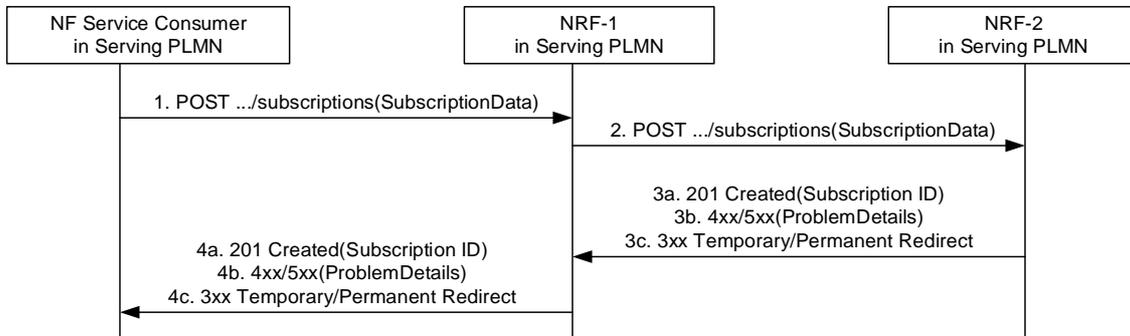 NF Service Consumer
in Serving PLMN
NRF-1
in Serving PLMN
NRF-2
in Serving PLMN
1. POST .../subscriptions(SubscriptionData)
2. POST .../subscriptions(SubscriptionData)
3a. 201 Created(Subscription ID)
3b. 4xx/5xx(ProblemDetails)
3c. 3xx Temporary/Permanent Redirect
4a. 201 Created(Subscription ID)
4b. 4xx/5xx(ProblemDetails)
4c. 3xx Temporary/Permanent Redirect